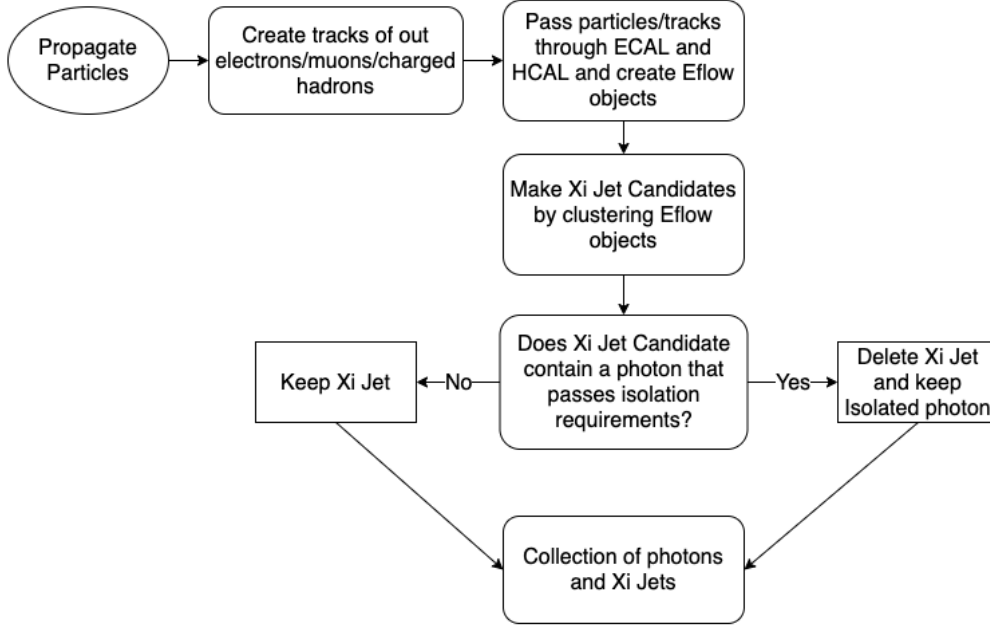 Propagate
Particles
Create tracks of out
electrons/muons/charged
hadrons
Pass particles/tracks
through ECAL and
HCAL and create Eflow
objects
Make Xi Jet Candidates
by clustering Eflow
objects
Does Xi Jet Candidate
contain a photon that
passes isolation
requirements?
No
Keep Xi Jet
Yes
Delete Xi Jet
and keep
Isolated photon
Collection of photons
and Xi Jets